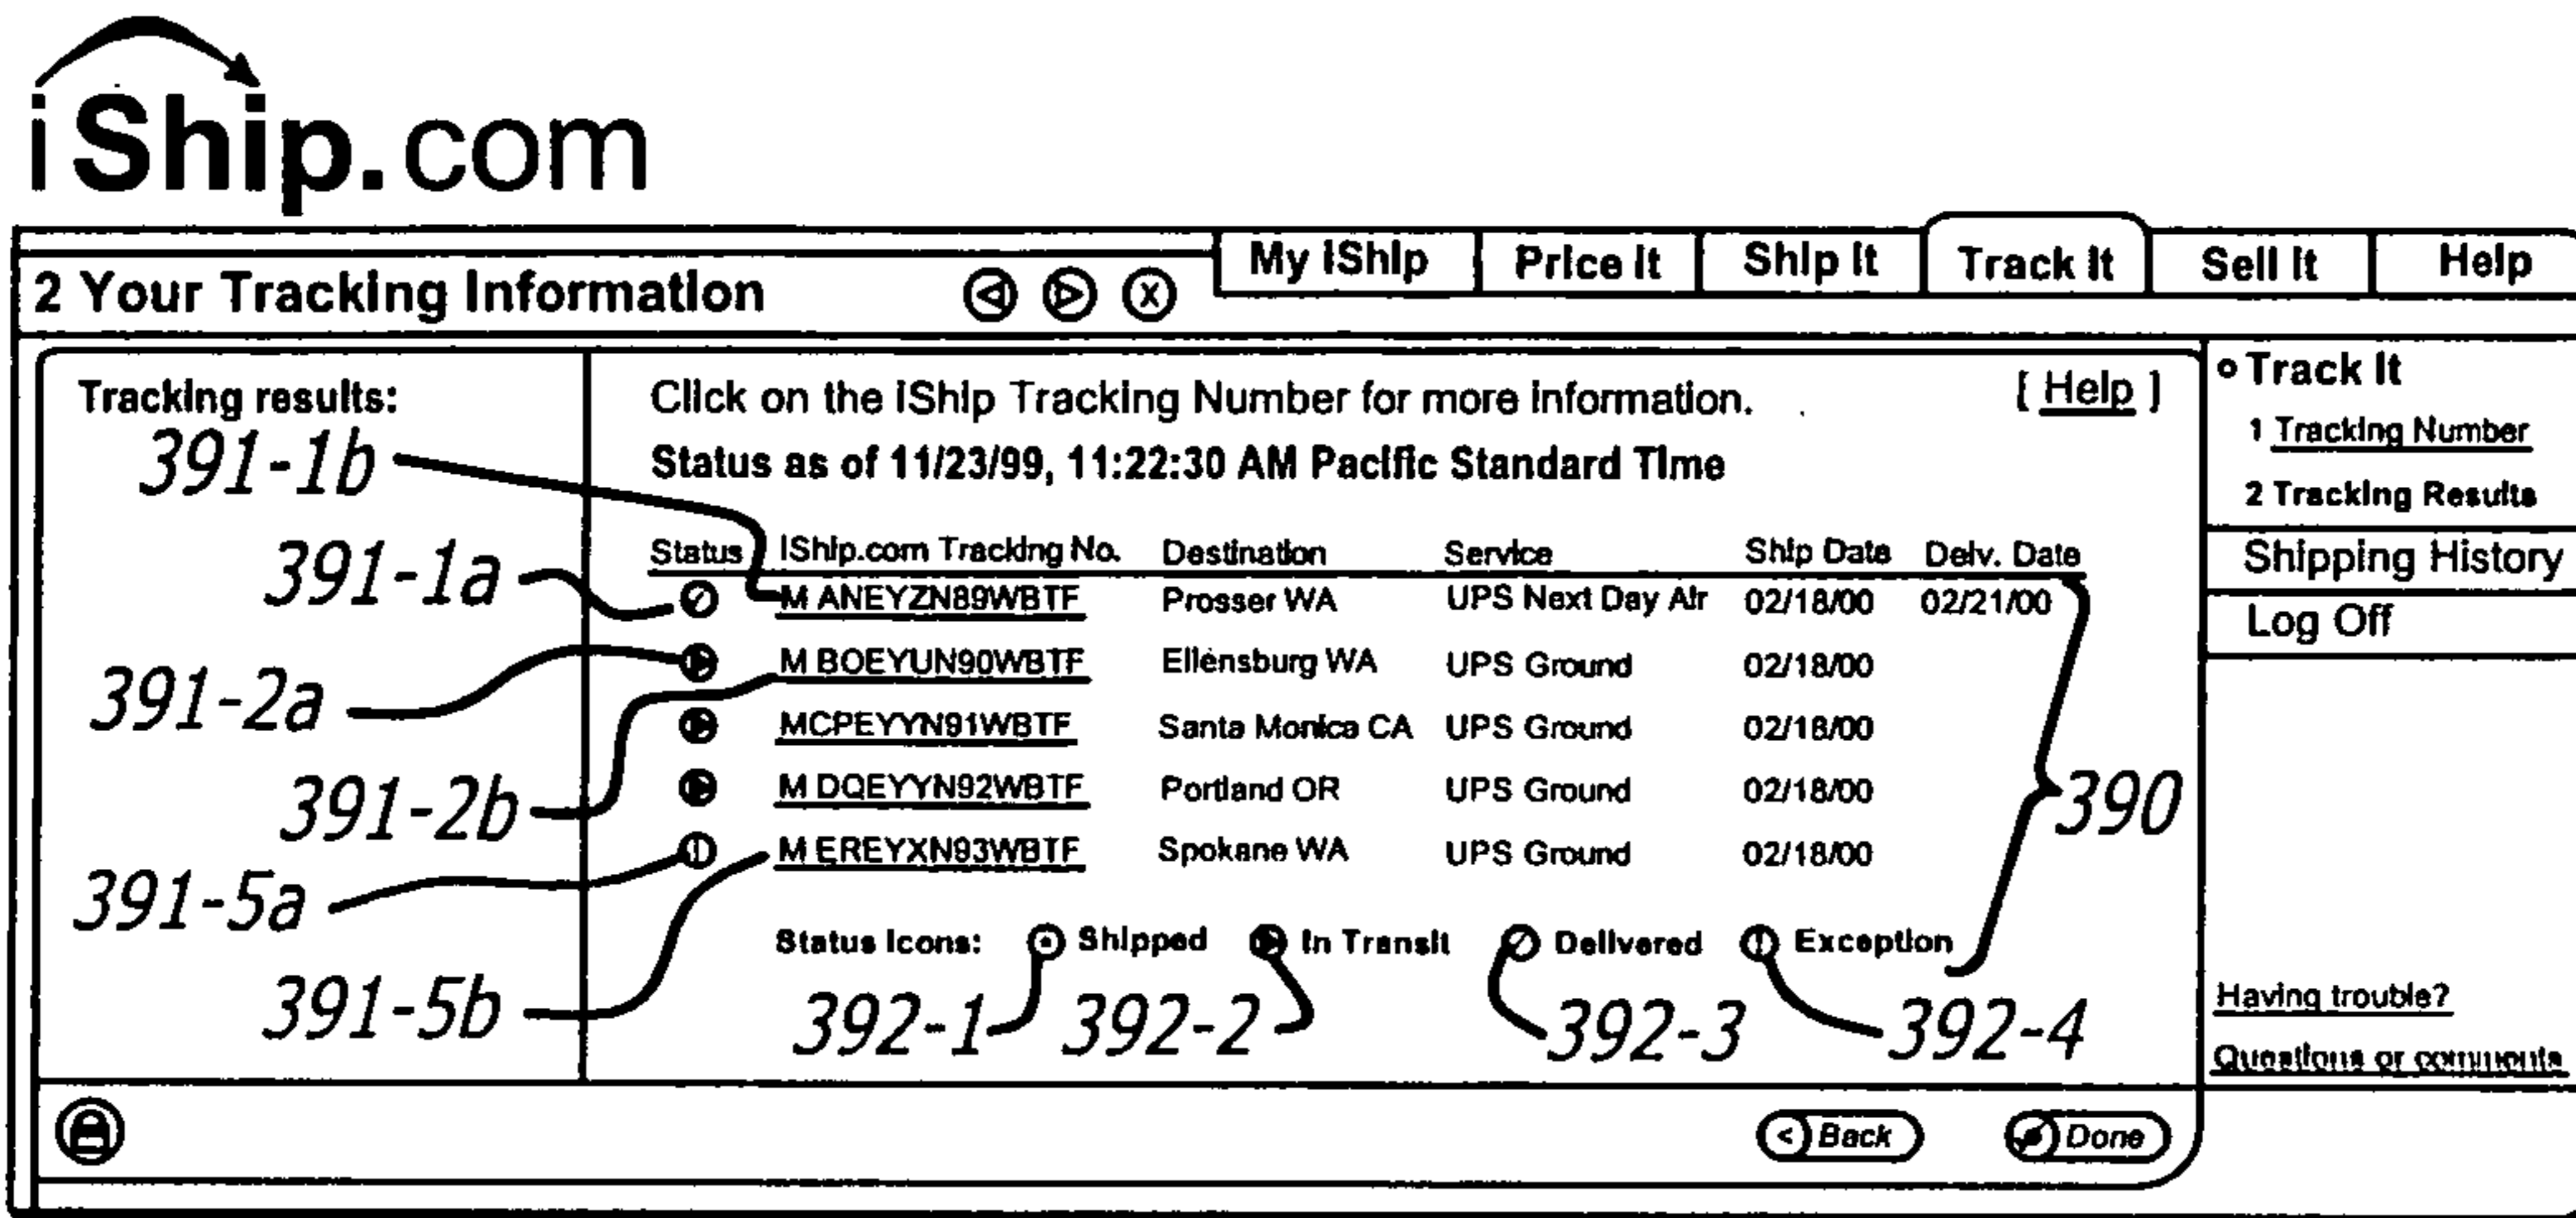 iShip.com
My iShip Price It Ship It Track It Sell It Help
2 Your Tracking Information
Tracking results:
Click on the iShip Tracking Number for more information. [ Help ]
Status as of 11/23/99, 11:22:30 AM Pacific Standard Time
Status iShip.com Tracking No. Destination Service Ship Date Delv. Date
M ANEYZN89WBTF Prosser WA UPS Next Day Air 02/18/00 02/21/00
M BOEYUN90WBTF Ellensburg WA UPS Ground 02/18/00
MCPEYYN91WBTF Santa Monica CA UPS Ground 02/18/00
M DQEYYN92WBTF Portland OR UPS Ground 02/18/00
M EREYXN93WBTF Spokane WA UPS Ground 02/18/00
Status Icons: Shipped In Transit Delivered Exception
391-1b
391-1a
391-2a
391-2b
391-5a
391-5b
392-1 392-2 392-3 392-4
390
Track It
1 Tracking Number
2 Tracking Results
Shipping History
Log Off
Having trouble?
Questions or comments
< Back Done